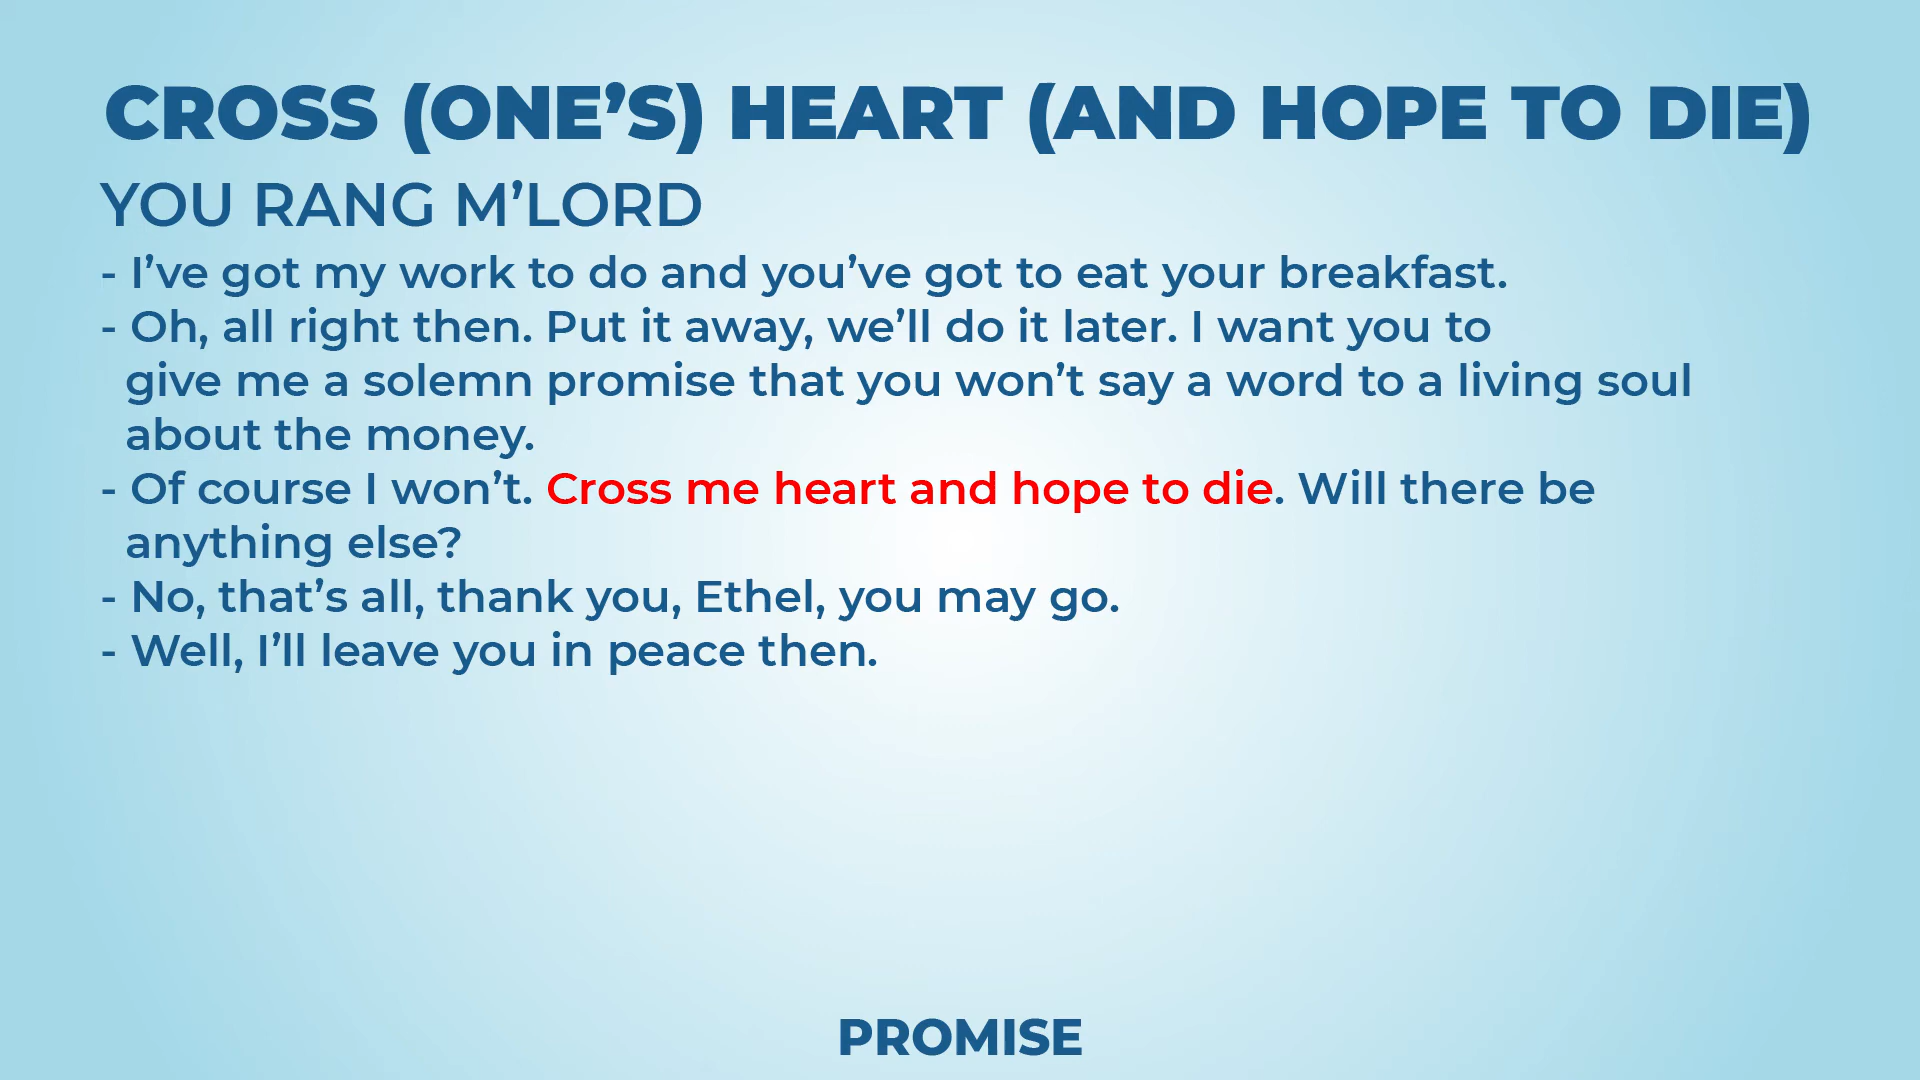 CROSS (ONE’S) HEART (AND HOPE TO DIE)
YOU RANG M’LORD
- I’ve got my work to do and you’ve got to eat your breakfast.
- Oh, all right then. Put it away, we’ll do it later. I want you to
give me a solemn promise that you won’t say a word to a living soul
about the money.
- Of course I won’t. Cross me heart and hope to die. Will there be
anything else?
- No, that’s all, thank you, Ethel, you may go.
- Well, I’ll leave you in peace then.
PROMISE